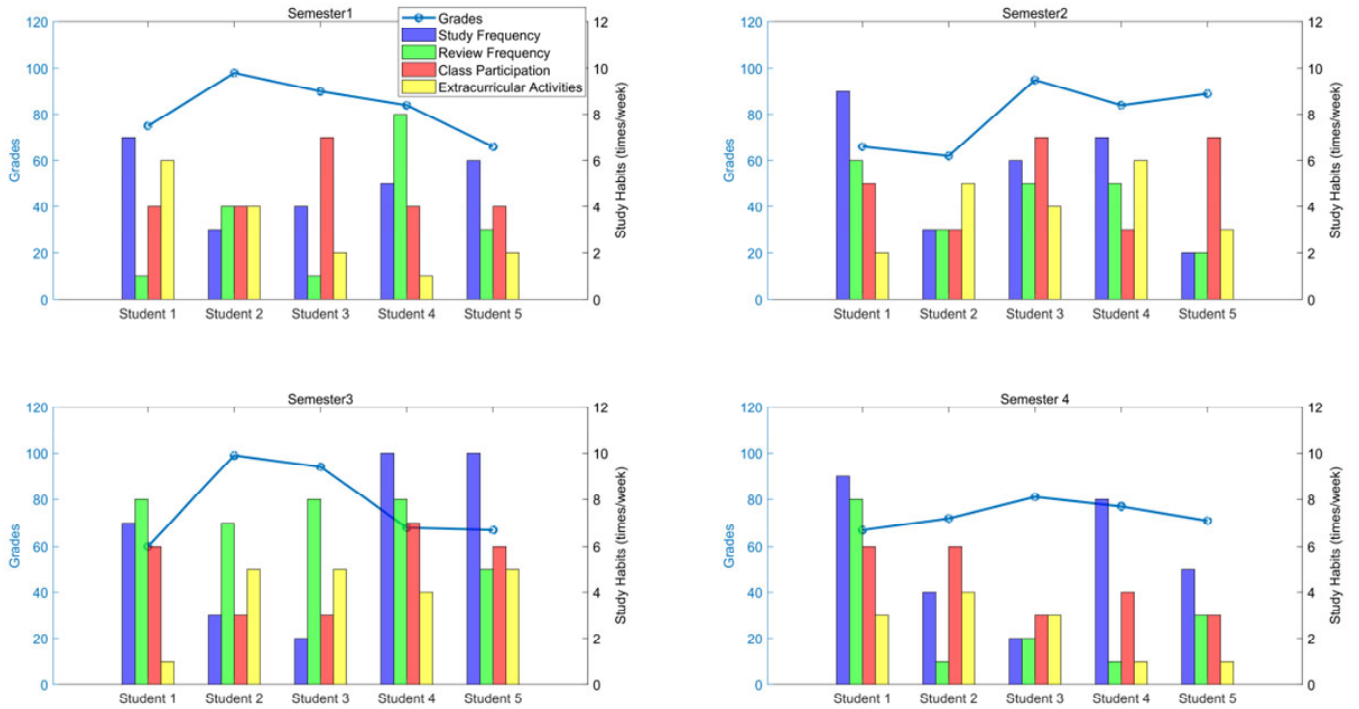 Semester1
Grades
Study Frequency
Review Frequency
Class Participation
Extracurricular Activities
120
100
80
60
40
20
0
Grades
12
10
8
6
4
2
0
Study Habits (times/week)
Student 1 Student 2 Student 3 Student 4 Student 5
Semester2
120
100
80
60
40
20
0
Grades
12
10
8
6
4
2
0
Study Habits (times/week)
Student 1 Student 2 Student 3 Student 4 Student 5
Semester3
120
100
80
60
40
20
0
Grades
12
10
8
6
4
2
0
Study Habits (times/week)
Student 1 Student 2 Student 3 Student 4 Student 5
Semester 4
120
100
80
60
40
20
0
Grades
12
10
8
6
4
2
0
Study Habits (times/week)
Student 1 Student 2 Student 3 Student 4 Student 5